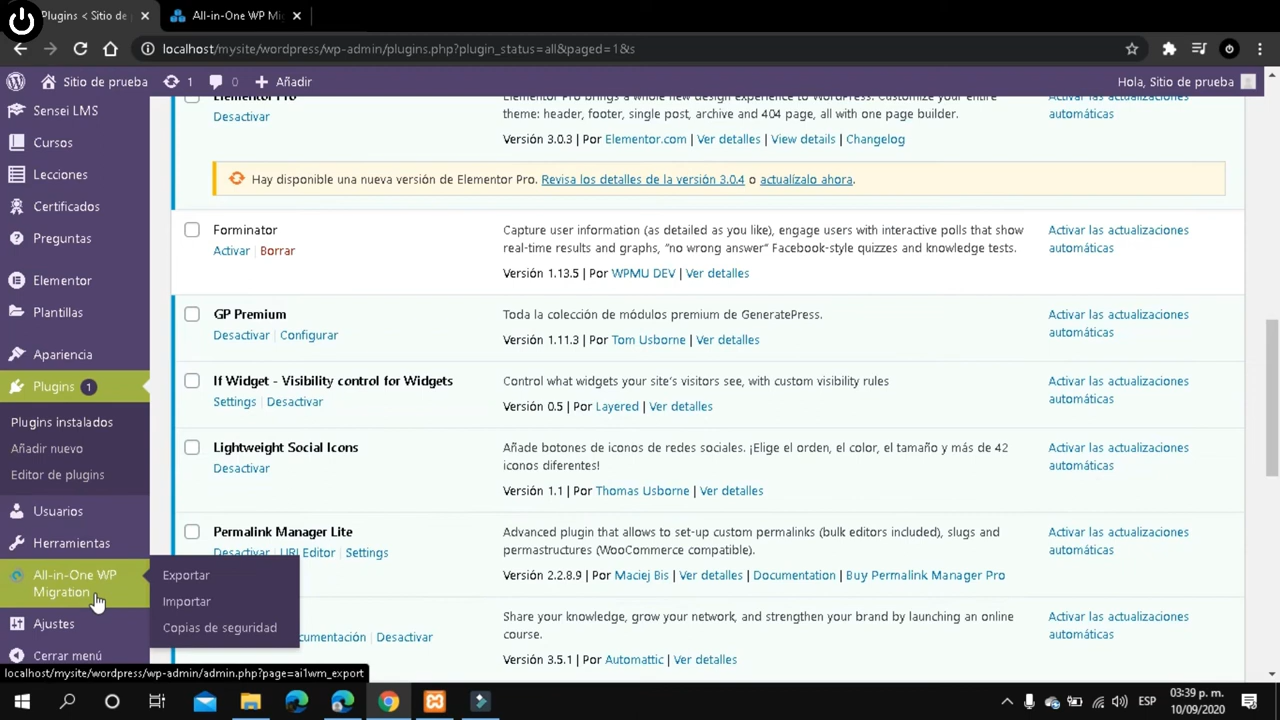 Plugins < Sitio de
All-in-One WP Mi
localhost/mysite/wordpress/wp-admin/plugins.php?plugin_status=all&paged=1&s
Sitio de prueba
1
0
Añadir
Hola, Sitio de prueba
Sensei LMS
Cursos
Lecciones
Certificados
Preguntas
Elementor
Plantillas
Apariencia
Plugins 1
Plugins instalados
Añadir nuevo
Editor de plugins
Usuarios
Herramientas
All-in-One WP
Migration
Ajustes
Cerrar menú
Exportar
Importar
Copias de seguridad
Elementor Pro
Desactivar
Elementor Pro brings a whole new design experience to WordPress. Customize your entire
theme: header, footer, single post, archive and 404 page, all with one page builder.
Versión 3.0.3 | Por Elementor.com | Ver detalles | View details | Changelog
Activar las actualizaciones
automáticas
Hay disponible una nueva versión de Elementor Pro. Revisa los detalles de la versión 3.0.4 o actualízalo ahora.
Forminator
Activar | Borrar
Capture user information (as detailed as you like), engage users with interactive polls that show
real-time results and graphs, “no wrong answer“ Facebook-style quizzes and knowledge tests.
Versión 1.13.5 | Por WPMU DEV | Ver detalles
Activar las actualizaciones
automáticas
GP Premium
Desactivar | Configurar
Toda la colección de módulos premium de GeneratePress.
Versión 1.11.3 | Por Tom Usborne | Ver detalles
Activar las actualizaciones
automáticas
If Widget - Visibility control for Widgets
Settings | Desactivar
Control what widgets your site’s visitors see, with custom visibility rules
Versión 0.5 | Por Layered | Ver detalles
Activar las actualizaciones
automáticas
Lightweight Social Icons
Desactivar
Añade botones de iconos de redes sociales. ¡Elige el orden, el color, el tamaño y más de 42
iconos diferentes!
Versión 1.1 | Por Thomas Usborne | Ver detalles
Activar las actualizaciones
automáticas
Permalink Manager Lite
Desactivar | URI Editor | Settings
Advanced plugin that allows to set-up custom permalinks (bulk editors included), slugs and
permastructures (WooCommerce compatible).
Versión 2.2.8.9 | Por Maciej Bis | Ver detalles | Documentation | Buy Permalink Manager Pro
Activar las actualizaciones
automáticas
cumentación | Desactivar
Share your knowledge, grow your network, and strengthen your brand by launching an online
course.
Versión 3.5.1 | Por Automattic | Ver detalles
Activar las actualizaciones
automáticas
localhost/mysite/wordpress/wp-admin/admin.php?page=ai1wm_export
ESP
03:39 p. m.
10/09/2020